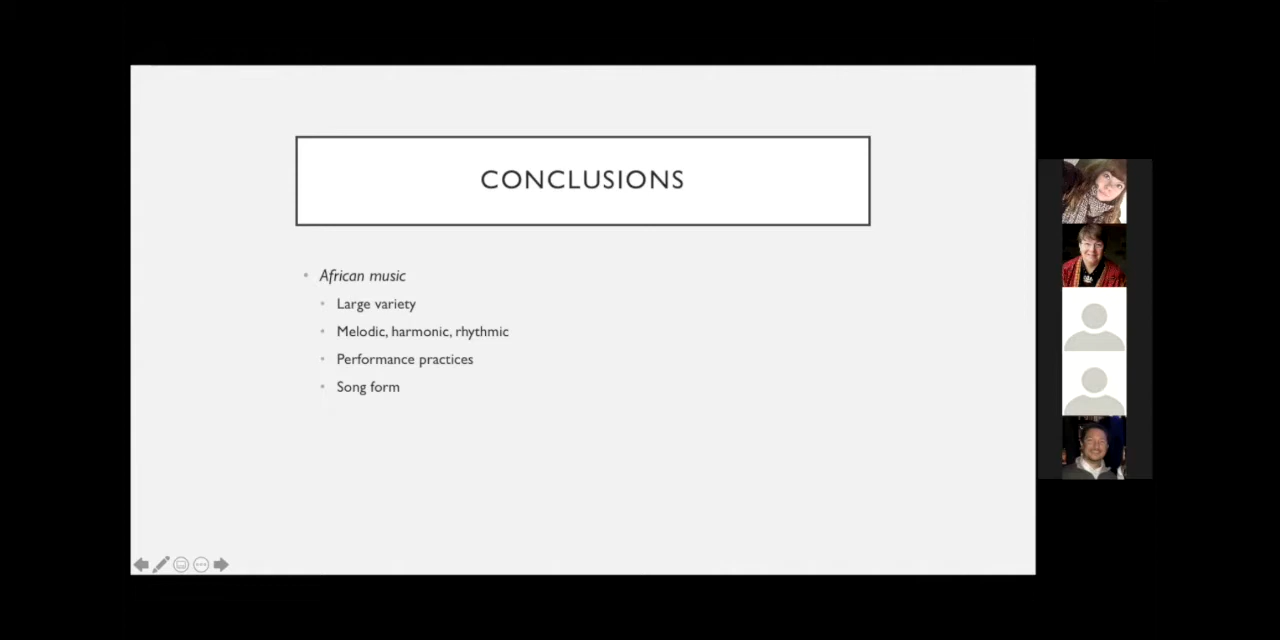 CONCLUSIONS
African music
Large variety
Melodic, harmonic, rhythmic
Performance practices
Song form